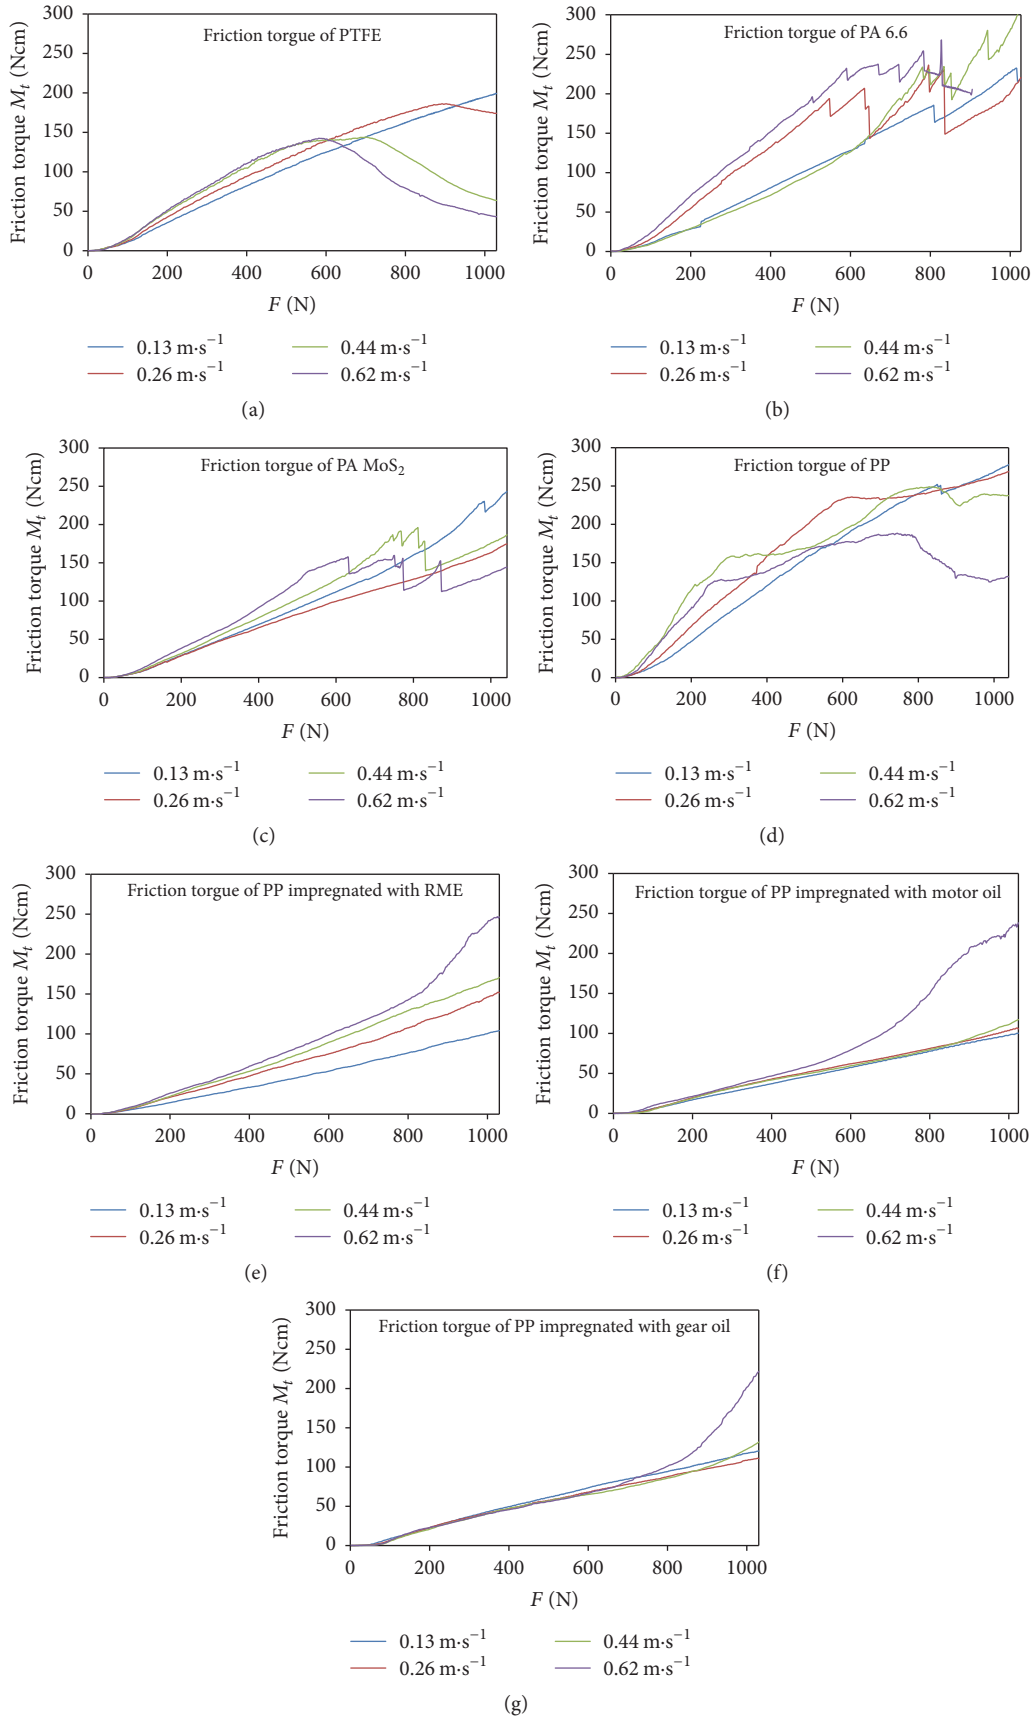 Friction torgue of PTFE
Friction torque Mt (Ncm)
300
250
200
150
100
50
0
0 200 400 600 800 1000
F (N)
0.13 m·s−1
0.26 m·s−1
0.44 m·s−1
0.62 m·s−1
(a)
Friction torgue of PA 6.6
Friction torque Mt (Ncm)
300
250
200
150
100
50
0
0 200 400 600 800 1000
F (N)
0.13 m·s−1
0.26 m·s−1
0.44 m·s−1
0.62 m·s−1
(b)
Friction torgue of PA MoS2
Friction torque Mt (Ncm)
300
250
200
150
100
50
0
0 200 400 600 800 1000
F (N)
0.13 m·s−1
0.26 m·s−1
0.44 m·s−1
0.62 m·s−1
(c)
Friction torgue of PP
Friction torque Mt (Ncm)
300
250
200
150
100
50
0
0 200 400 600 800 1000
F (N)
0.13 m·s−1
0.26 m·s−1
0.44 m·s−1
0.62 m·s−1
(d)
Friction torgue of PP impregnated with RME
Friction torque Mt (Ncm)
300
250
200
150
100
50
0
0 200 400 600 800 1000
F (N)
0.13 m·s−1
0.26 m·s−1
0.44 m·s−1
0.62 m·s−1
(e)
Friction torgue of PP impregnated with motor oil
Friction torque Mt (Ncm)
300
250
200
150
100
50
0
0 200 400 600 800 1000
F (N)
0.13 m·s−1
0.26 m·s−1
0.44 m·s−1
0.62 m·s−1
(f)
Friction torgue of PP impregnated with gear oil
Friction torque Mt (Ncm)
300
250
200
150
100
50
0
0 200 400 600 800 1000
F (N)
0.13 m·s−1
0.26 m·s−1
0.44 m·s−1
0.62 m·s−1
(g)